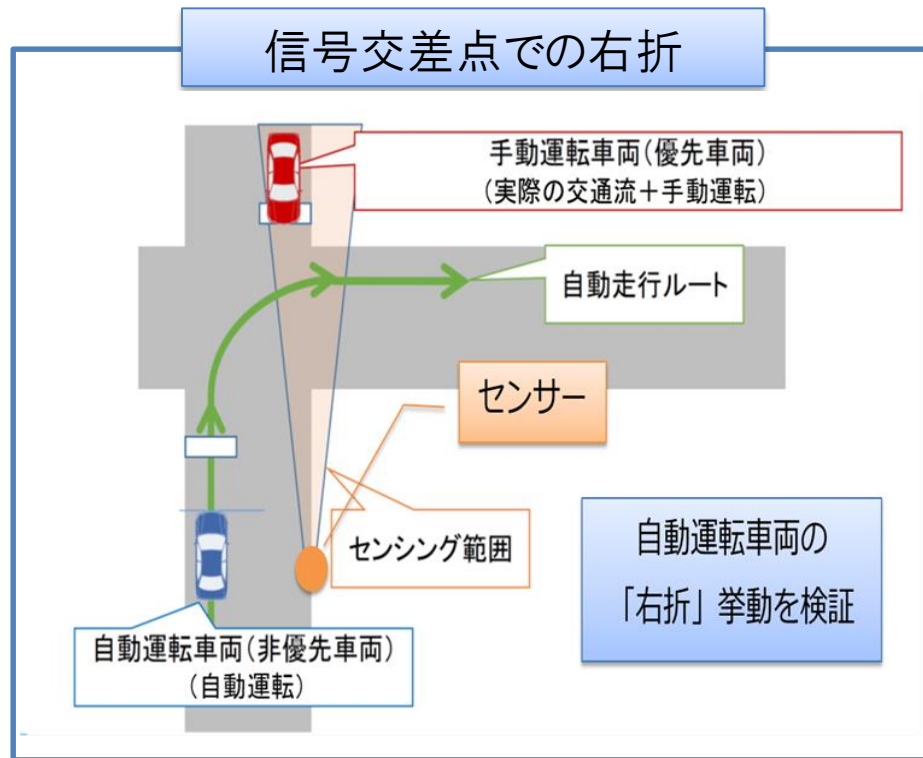 信号交差点での右折
手動運転車両(優先車両)
(実際の交通流＋手動運転)
自動走行ルート
センサー
センシング範囲
自動運転車両の
「右折」挙動を検証
自動運転車両(非優先車両)
(自動運転)